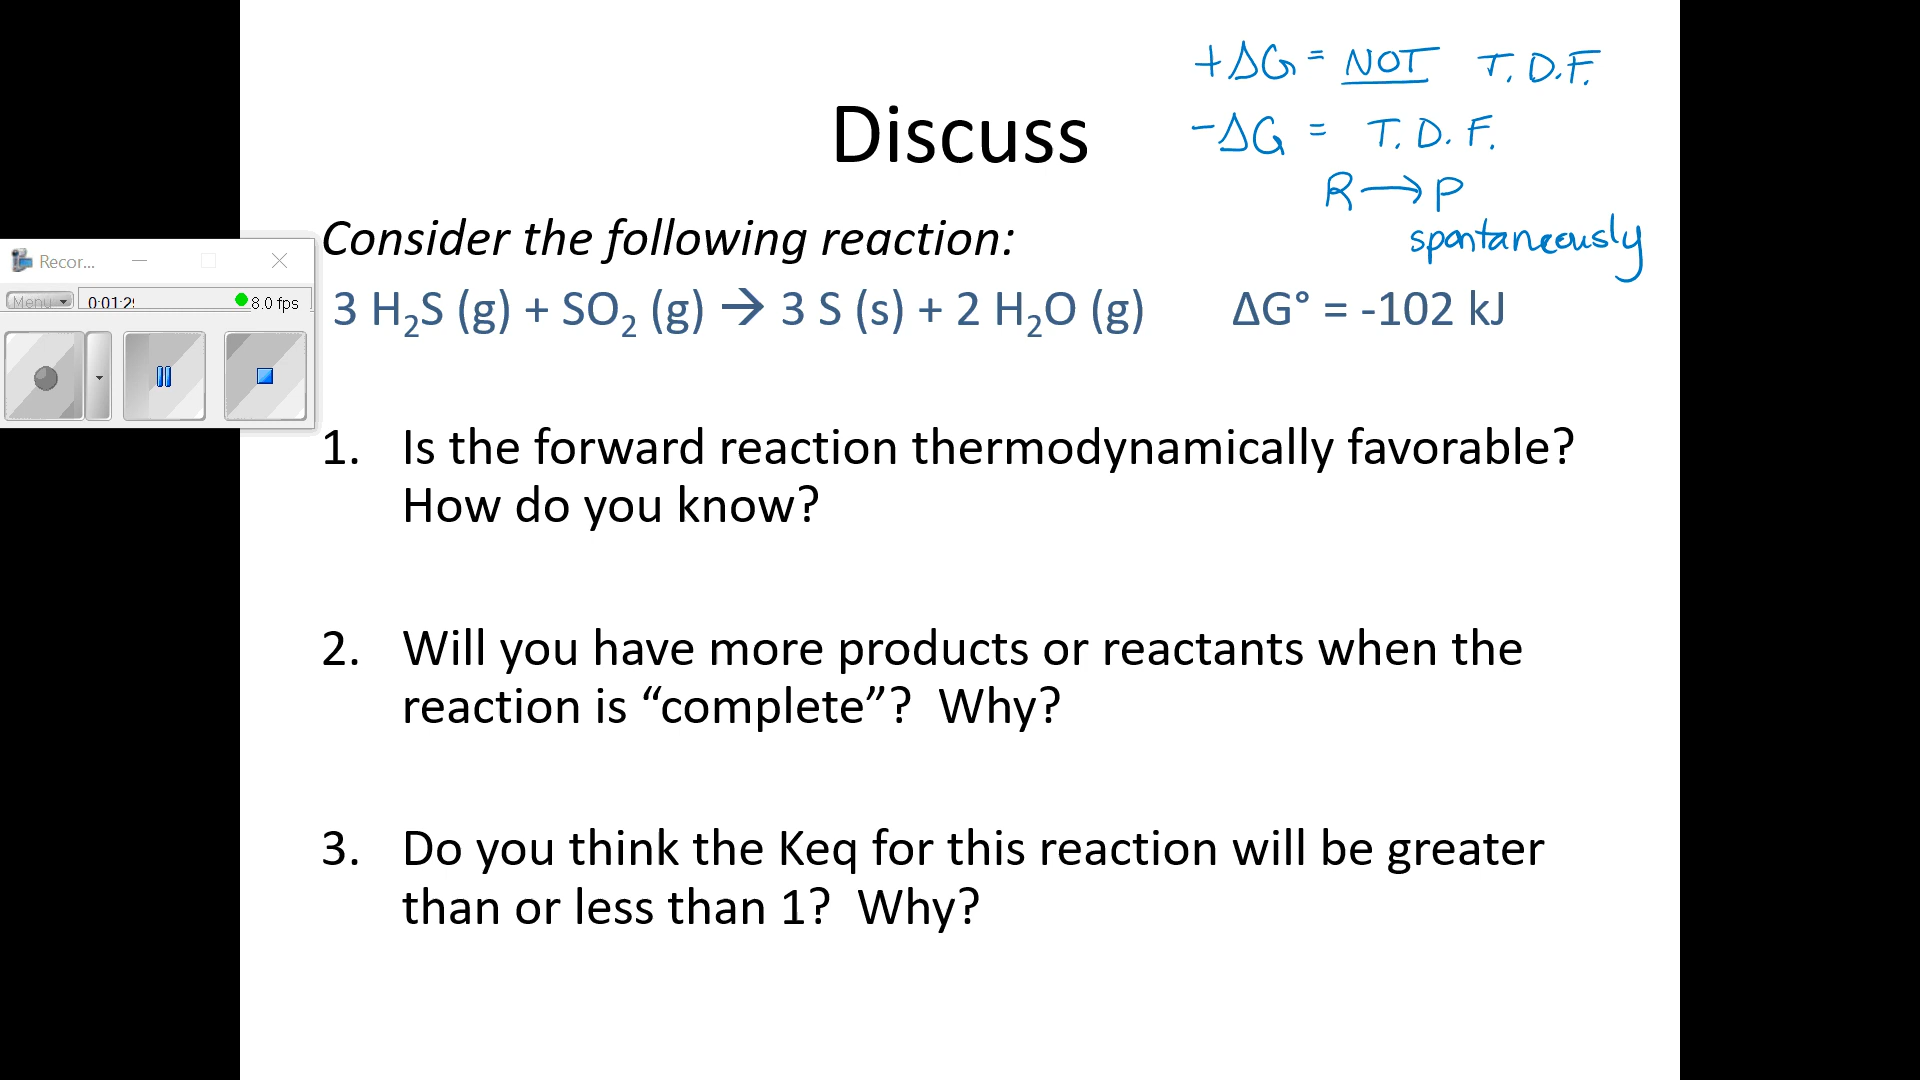 +ΔG = NOT T.D.F.
Discuss
-ΔG = T.D.F.
R → P
spontaneously
Consider the following reaction:
Recor...
Menu
0:01:2
8.0 fps
3 H₂S (g) + SO₂ (g) → 3 S (s) + 2 H₂O (g) ΔG° = -102 kJ
1. Is the forward reaction thermodynamically favorable?
How do you know?
2. Will you have more products or reactants when the
reaction is “complete”? Why?
3. Do you think the Keq for this reaction will be greater
than or less than 1? Why?